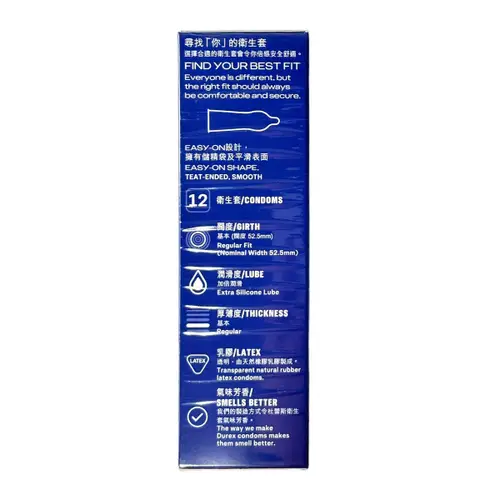 尋找「你」的衛生套
選擇合適的衛生套會令你倍感安全舒適。
FIND YOUR BEST FIT
Everyone is different, but
the right fit should always
be comfortable and secure.
EASY-ON設計，
擁有儲精袋及平滑表面
EASY-ON SHAPE.
TEAT-ENDED, SMOOTH
12 衛生套/CONDOMS
闊度/GIRTH
基本 (闊度 52.5mm)
Regular Fit
(Nominal Width 52.5mm)
潤滑度/LUBE
加倍潤滑
Extra Silicone Lube
厚薄度/THICKNESS
基本
Regular
LATEX
乳膠/LATEX
透明。由天然橡膠乳膠製成。
Transparent natural rubber
latex condoms.
氣味芳香/
SMELLS BETTER
我們的製造方式令杜蕾斯衛生
套氣味芳香。
The way we make
Durex condoms makes
them smell better.